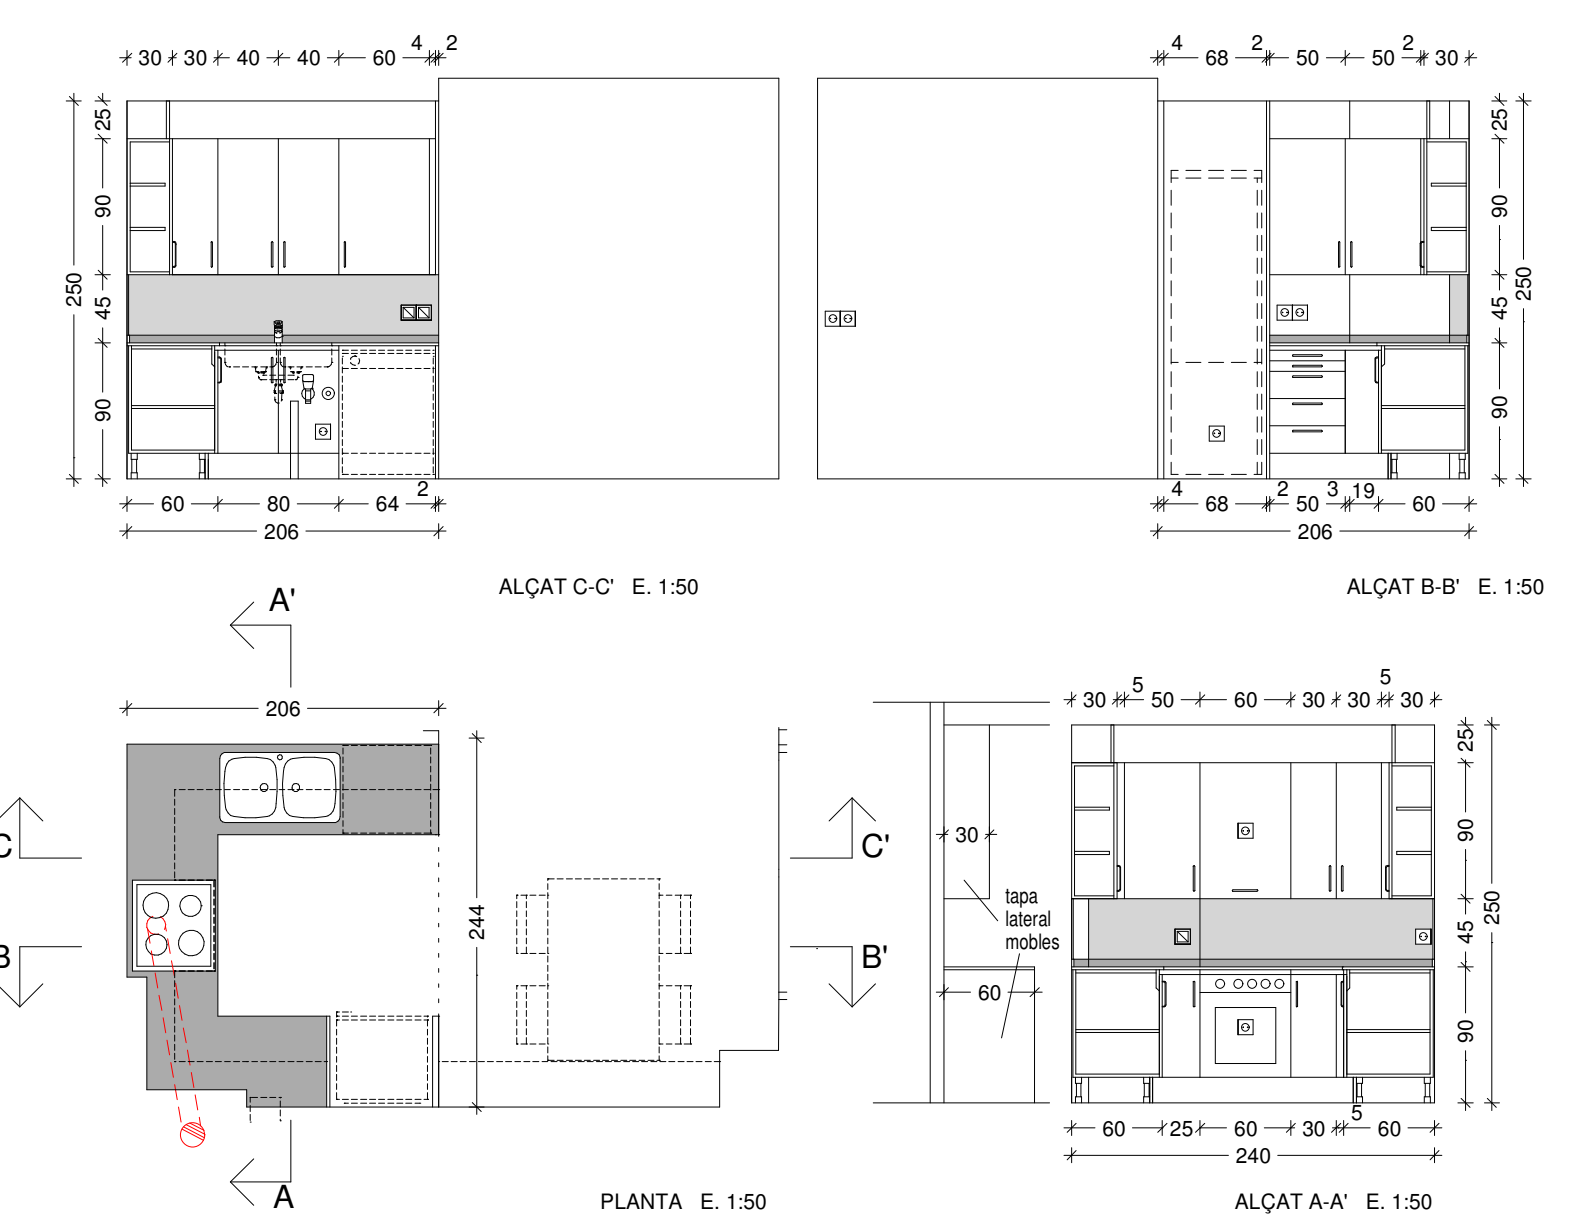 30 30 40 40 60 4 2
25
90
45
90
250
60 80 64 2
206
ALÇAT C-C' E. 1:50
4 68 2 50 50 2 30
25
90
45
90
250
4 68 2 50 3 19 60
206
ALÇAT B-B' E. 1:50
A'
206
C
C'
244
B
B'
A
PLANTA E. 1:50
30
tapa
lateral
mobles
60
30 5 50 60 30 30 5 30
25
90
45
90
250
60 25 60 30 5 60
240
ALÇAT A-A' E. 1:50